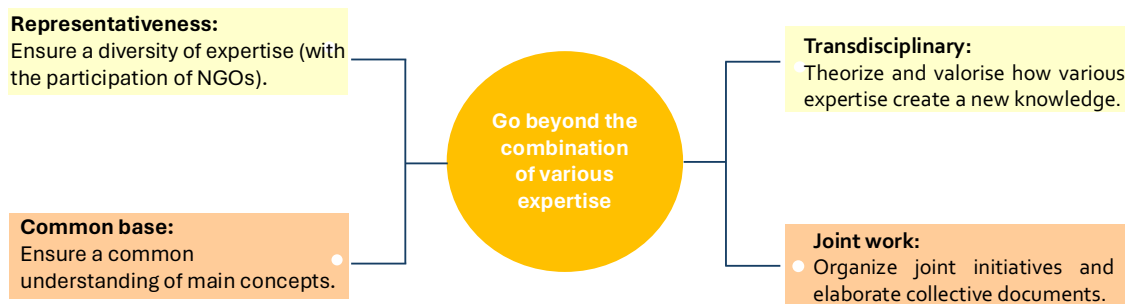 Representativeness:
Ensure a diversity of expertise (with
the participation of NGOs).
Common base:
Ensure a common
understanding of main concepts.
Go beyond the
combination
of various
expertise
Transdisciplinary:
Theorize and valorise how various
expertise create a new knowledge.
Joint work:
Organize joint initiatives and
elaborate collective documents.